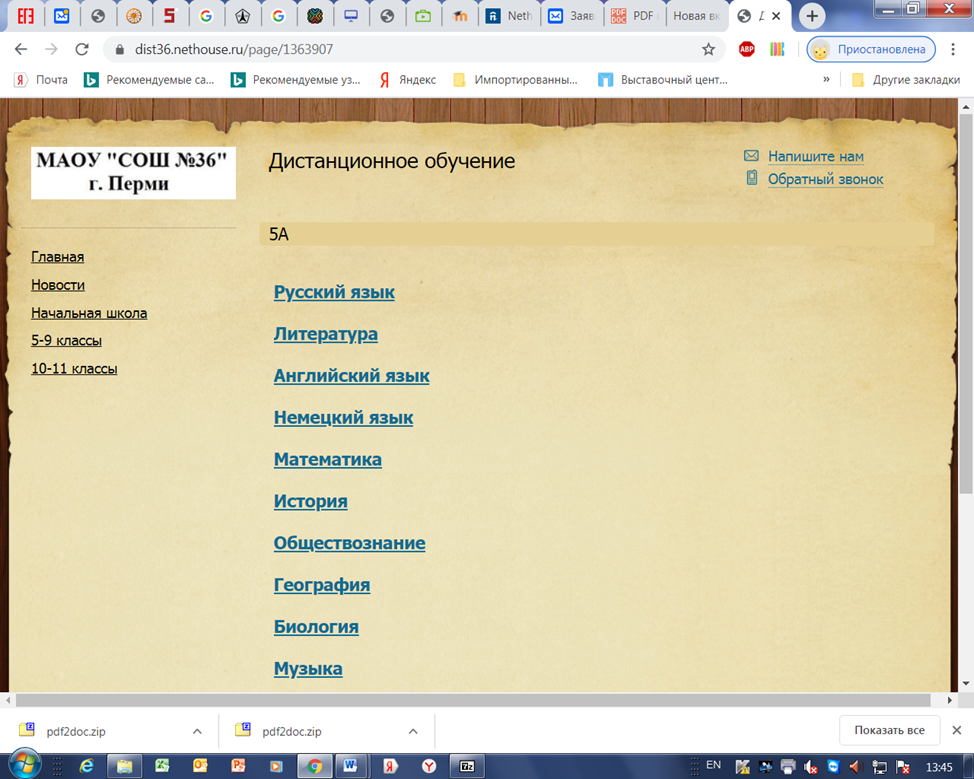 Neth
Заяв
PDF
Новая вк
dist36.nethouse.ru/page/1363907
ABP
Приостановлена
Почта
Рекомендуемые са...
Рекомендуемые уз...
Яндекс
Импортированны...
Выставочный цент...
»
Другие закладки
МАОУ "СОШ №36"
г. Перми
Дистанционное обучение
Напишите нам
Обратный звонок
5А
Главная
Новости
Начальная школа
5-9 классы
10-11 классы
Русский язык
Литература
Английский язык
Немецкий язык
Математика
История
Обществознание
География
Биология
Музыка
pdf2doc.zip
pdf2doc.zip
Показать все
EN
13:45